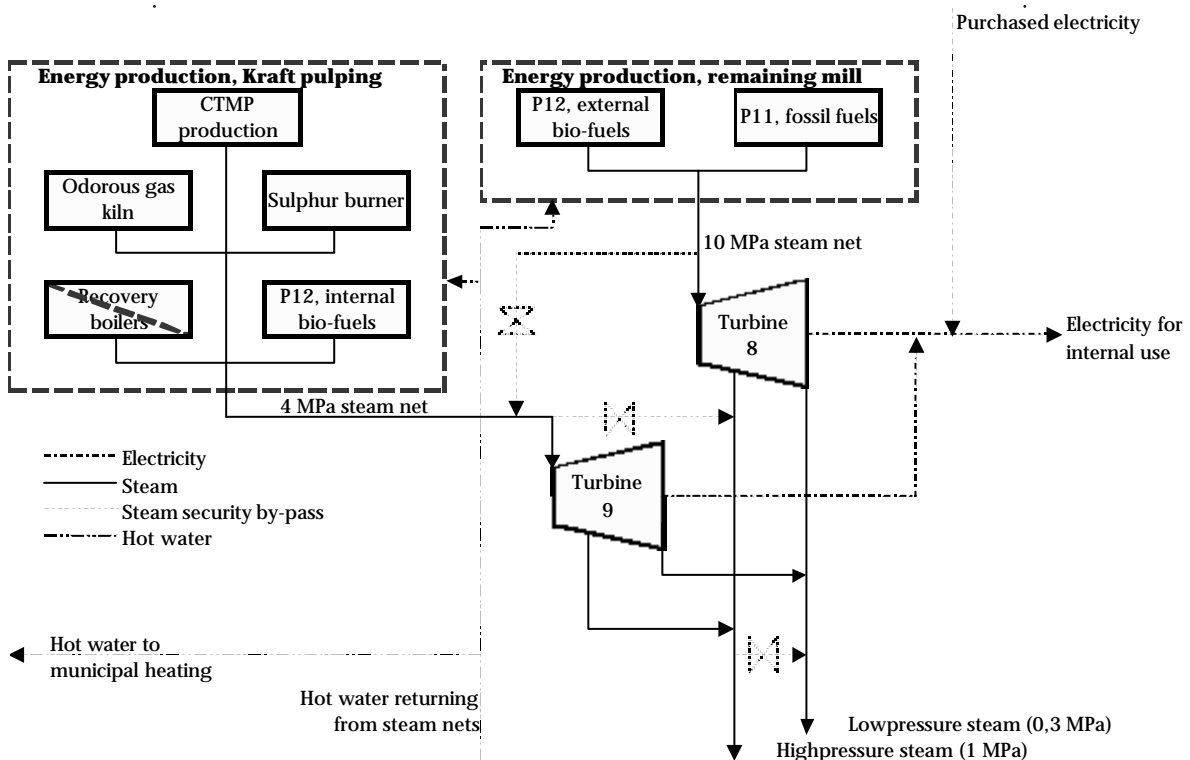 Purchased electricity
Energy production, Kraft pulping
CTMP
production
Odorous gas
kiln
Sulphur burner
Recovery
boilers
P12, internal
bio-fuels
Energy production, remaining mill
P12, external
bio-fuels
P11, fossil fuels
10 MPa steam net
Turbine
8
Electricity for
internal use
4 MPa steam net
Turbine
9
Electricity
Steam
Steam security by-pass
Hot water
Hot water to
municipal heating
Hot water returning
from steam nets
Lowpressure steam (0,3 MPa)
Highpressure steam (1 MPa)